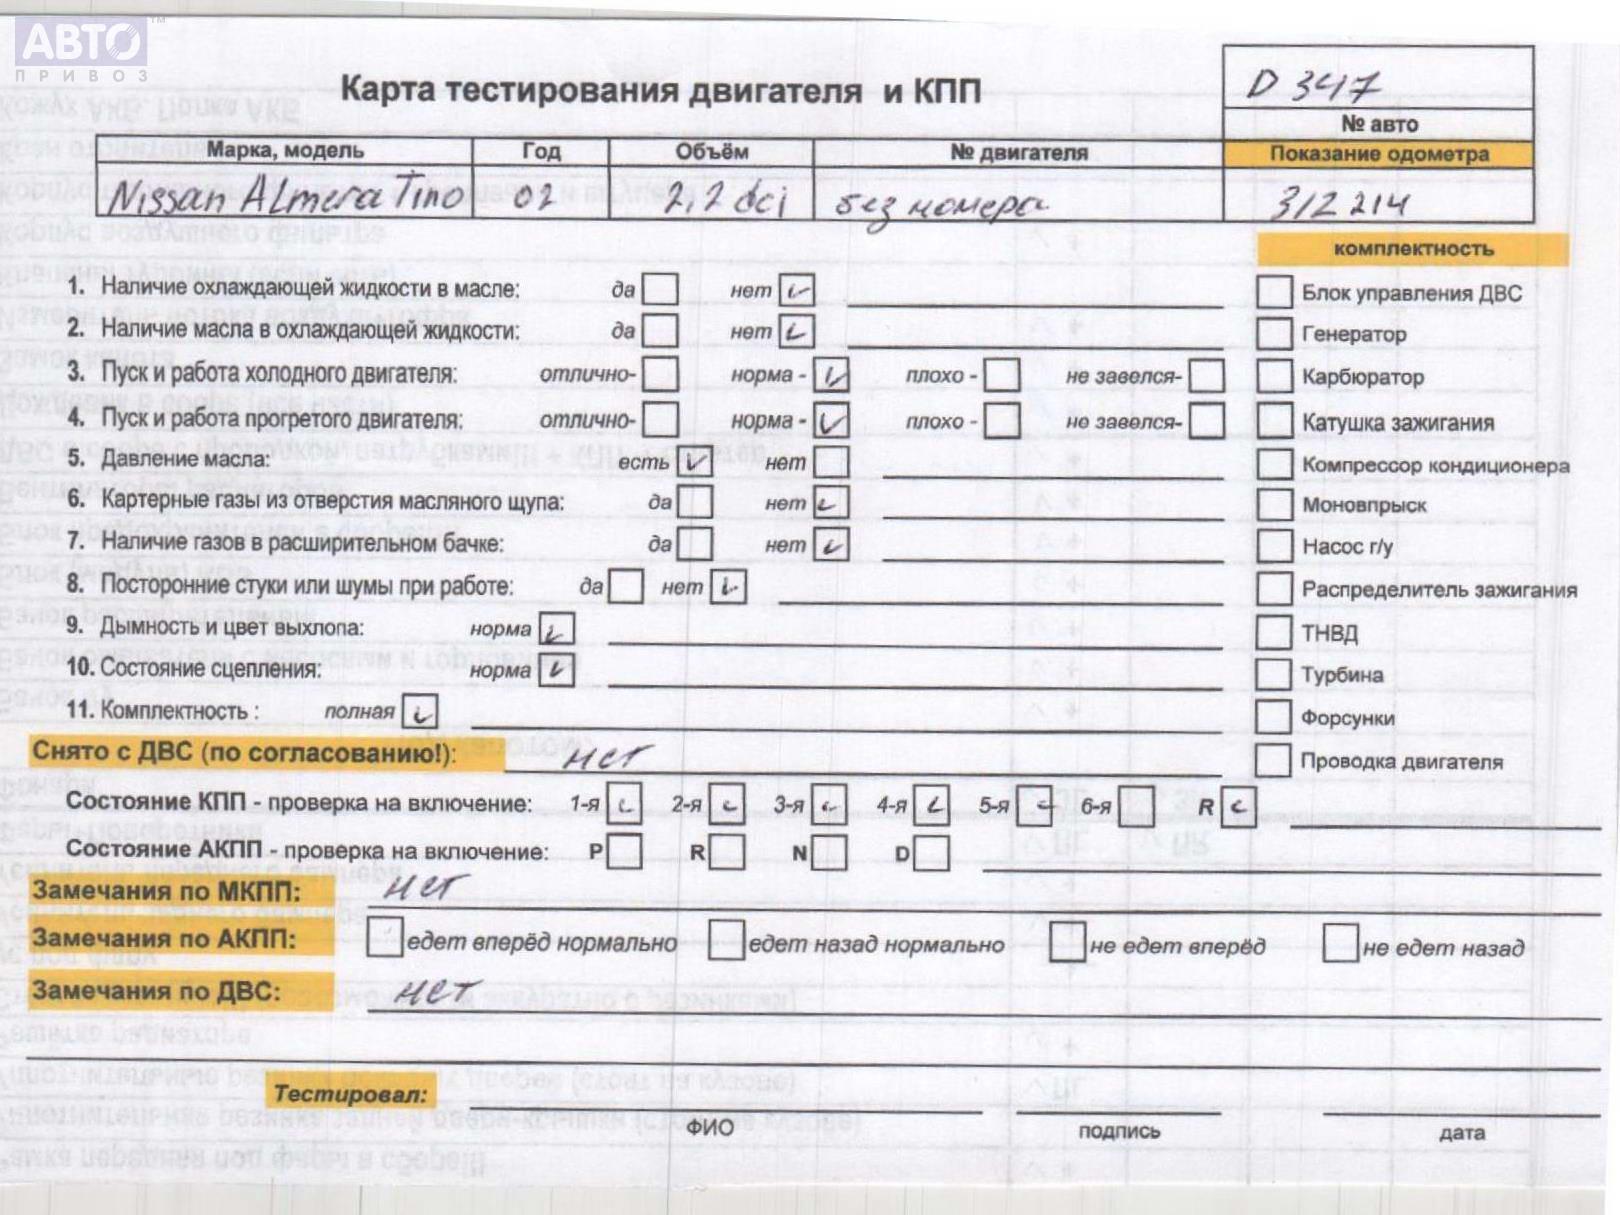 АВТО™
ПРИВОЗ
Карта тестирования двигателя и КПП
D 347
№ авто
Марка, модель Год Объём № двигателя Показание одометра
Nissan Almera Tino 02 2,2 dci без номера 312 214
комплектность
1. Наличие охлаждающей жидкости в масле: да нет ✓
Блок управления ДВС
2. Наличие масла в охлаждающей жидкости: да нет ✓
Генератор
3. Пуск и работа холодного двигателя: отлично- норма - ✓ плохо - не завелся-
Карбюратор
4. Пуск и работа прогретого двигателя: отлично- норма - ✓ плохо - не завелся-
Катушка зажигания
5. Давление масла: есть ✓ нет
Компрессор кондиционера
6. Картерные газы из отверстия масляного щупа: да нет ✓
Моновпрыск
7. Наличие газов в расширительном бачке: да нет ✓
Насос г/у
8. Посторонние стуки или шумы при работе: да нет ✓
Распределитель зажигания
9. Дымность и цвет выхлопа: норма ✓
ТНВД
10. Состояние сцепления: норма ✓
Турбина
11. Комплектность : полная ✓
Форсунки
Снято с ДВС (по согласованию!): нет
Проводка двигателя
Состояние КПП - проверка на включение: 1-я ✓ 2-я ✓ 3-я ✓ 4-я ✓ 5-я ✓ 6-я R ✓
Состояние АКПП - проверка на включение: P R N D
Замечания по МКПП: нет
Замечания по АКПП: едет вперёд нормально едет назад нормально не едет вперёд не едет назад
Замечания по ДВС: нет
Тестировал:
ФИО подпись дата